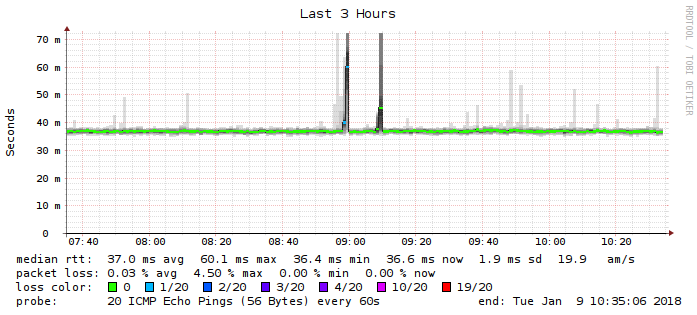 Last 3 Hours
RRDTOOL / TOBI OETIKER
Seconds
70 m
60 m
50 m
40 m
30 m
20 m
10 m
0
07:40 08:00 08:20 08:40 09:00 09:20 09:40 10:00 10:20
median rtt: 37.0 ms avg 60.1 ms max 36.4 ms min 36.6 ms now 1.9 ms sd 19.9 am/s
packet loss: 0.03 % avg 4.50 % max 0.00 % min 0.00 % now
loss color: 0 1/20 2/20 3/20 4/20 10/20 19/20
probe: 20 ICMP Echo Pings (56 Bytes) every 60s end: Tue Jan 9 10:35:06 2018